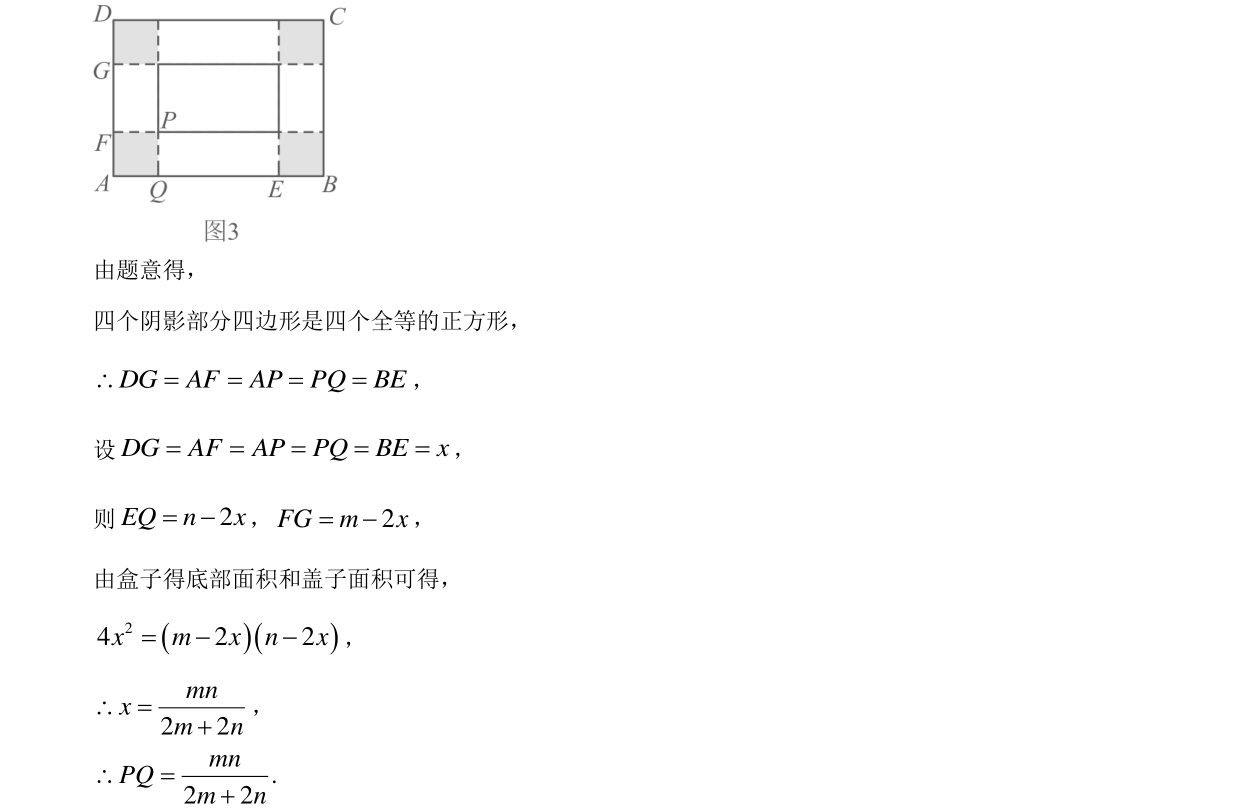 D C
G
P
F
A Q E B
图3
由题意得，
四个阴影部分四边形是四个全等的正方形，
∴DG = AF = AP = PQ = BE，
设 DG = AF = AP = PQ = BE = x，
则 EQ = n − 2x，FG = m − 2x，
由盒子得底部面积和盖子面积可得，
4x² = (m − 2x)(n − 2x)，
∴ x = mn / (2m + 2n)，
∴ PQ = mn / (2m + 2n).